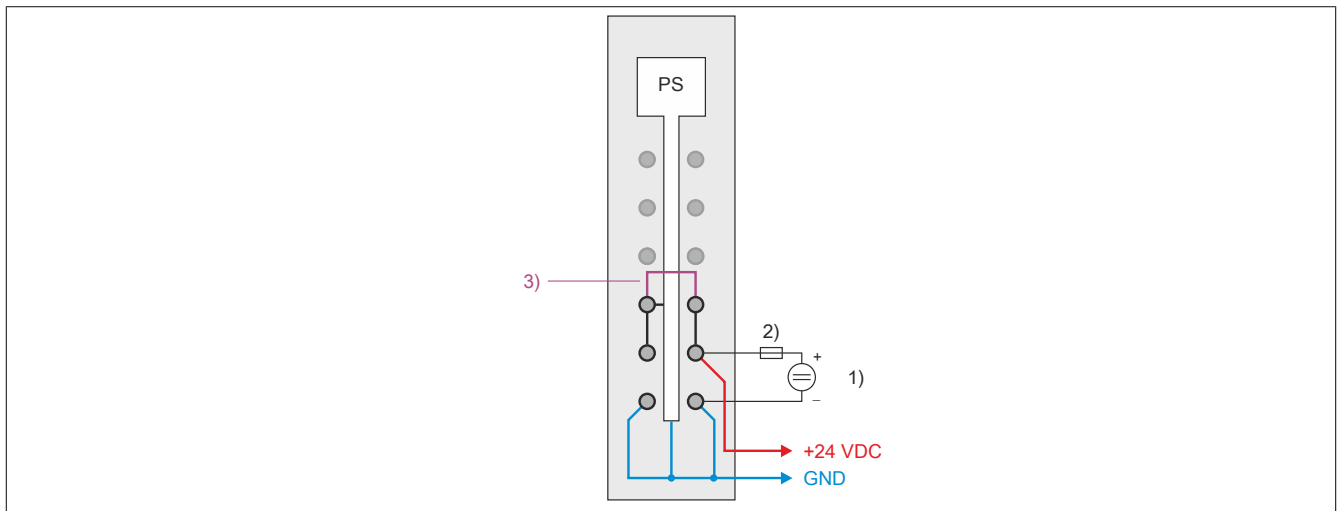 PS
3)
2)
+
1)
–
+24 VDC
GND